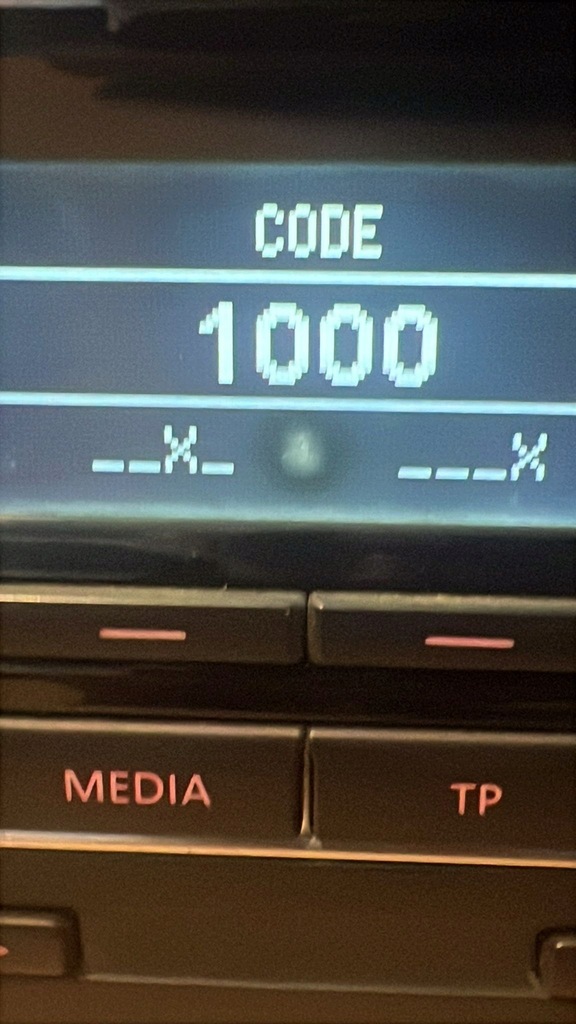 CODE
1000
__X_ ___X
MEDIA TP